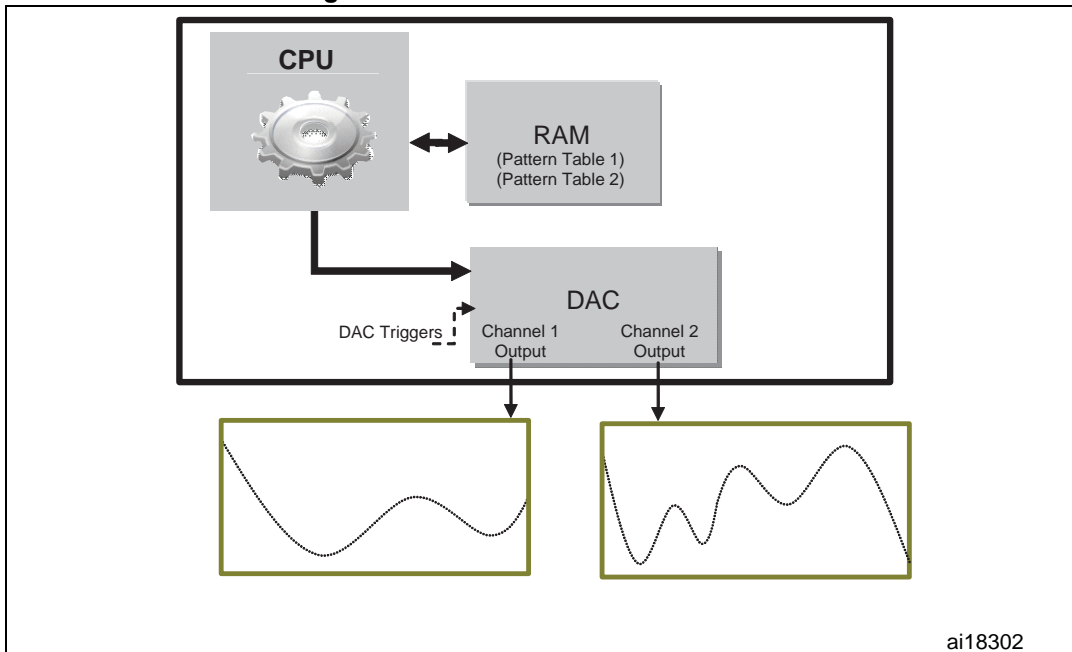 CPU
RAM
(Pattern Table 1)
(Pattern Table 2)
DAC
DAC Triggers
Channel 1
Output
Channel 2
Output
ai18302